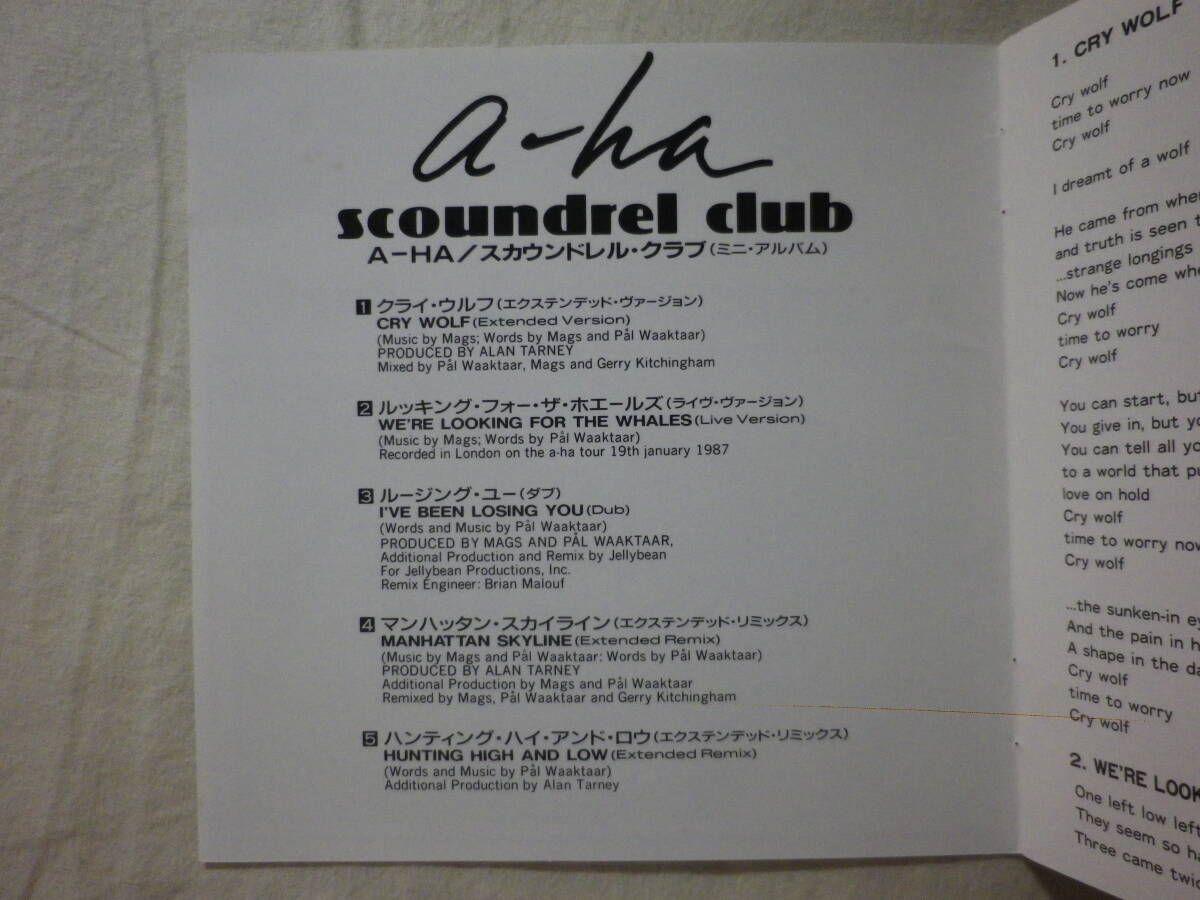 a-ha
scoundrel club
A-HA/スカウンドレル・クラブ(ミニ・アルバム)
1 クライ・ウルフ(エクステンデッド・ヴァージョン)
CRY WOLF(Extended Version)
(Music by Mags; Words by Mags and Pål Waaktaar)
PRODUCED BY ALAN TARNEY
Mixed by Pål Waaktaar, Mags and Gerry Kitchingham
2 ルッキング・フォー・ザ・ホエールズ(ライヴ・ヴァージョン)
WE'RE LOOKING FOR THE WHALES(Live Version)
(Music by Mags; Words by Pål Waaktaar)
Recorded in London on the a-ha tour 19th january 1987
3 ルージング・ユー(ダブ)
I'VE BEEN LOSING YOU(Dub)
(Words and Music by Pål Waaktaar)
PRODUCED BY MAGS AND PÅL WAAKTAAR,
Additional Production and Remix by Jellybean
For Jellybean Productions, Inc.
Remix Engineer: Brian Malouf
4 マンハッタン・スカイライン(エクステンデッド・リミックス)
MANHATTAN SKYLINE(Extended Remix)
(Music by Mags and Pål Waaktaar: Words by Pål Waaktaar)
PRODUCED BY ALAN TARNEY
Additional Production by Mags and Pål Waaktaar
Remixed by Mags, Pål Waaktaar and Gerry Kitchingham
5 ハンティング・ハイ・アンド・ロウ(エクステンデッド・リミックス)
HUNTING HIGH AND LOW(Extended Remix)
(Words and Music by Pål Waaktaar)
Additional Production by Alan Tarney
1. CRY WOLF
Cry wolf
time to worry now
Cry wolf
I dreamt of a wolf
He came from
and truth is seen
...strange longings
Now he's come
Cry wolf
time to worry
Cry wolf
You can start,
You give in, but
You can tell all
to a world that
love on hold
Cry wolf
time to worry now
Cry wolf
...the sunken-in
And the pain in
A shape in the
Cry wolf
time to worry
Cry wolf
2. WE'RE
One left low left
They seem so
Three came